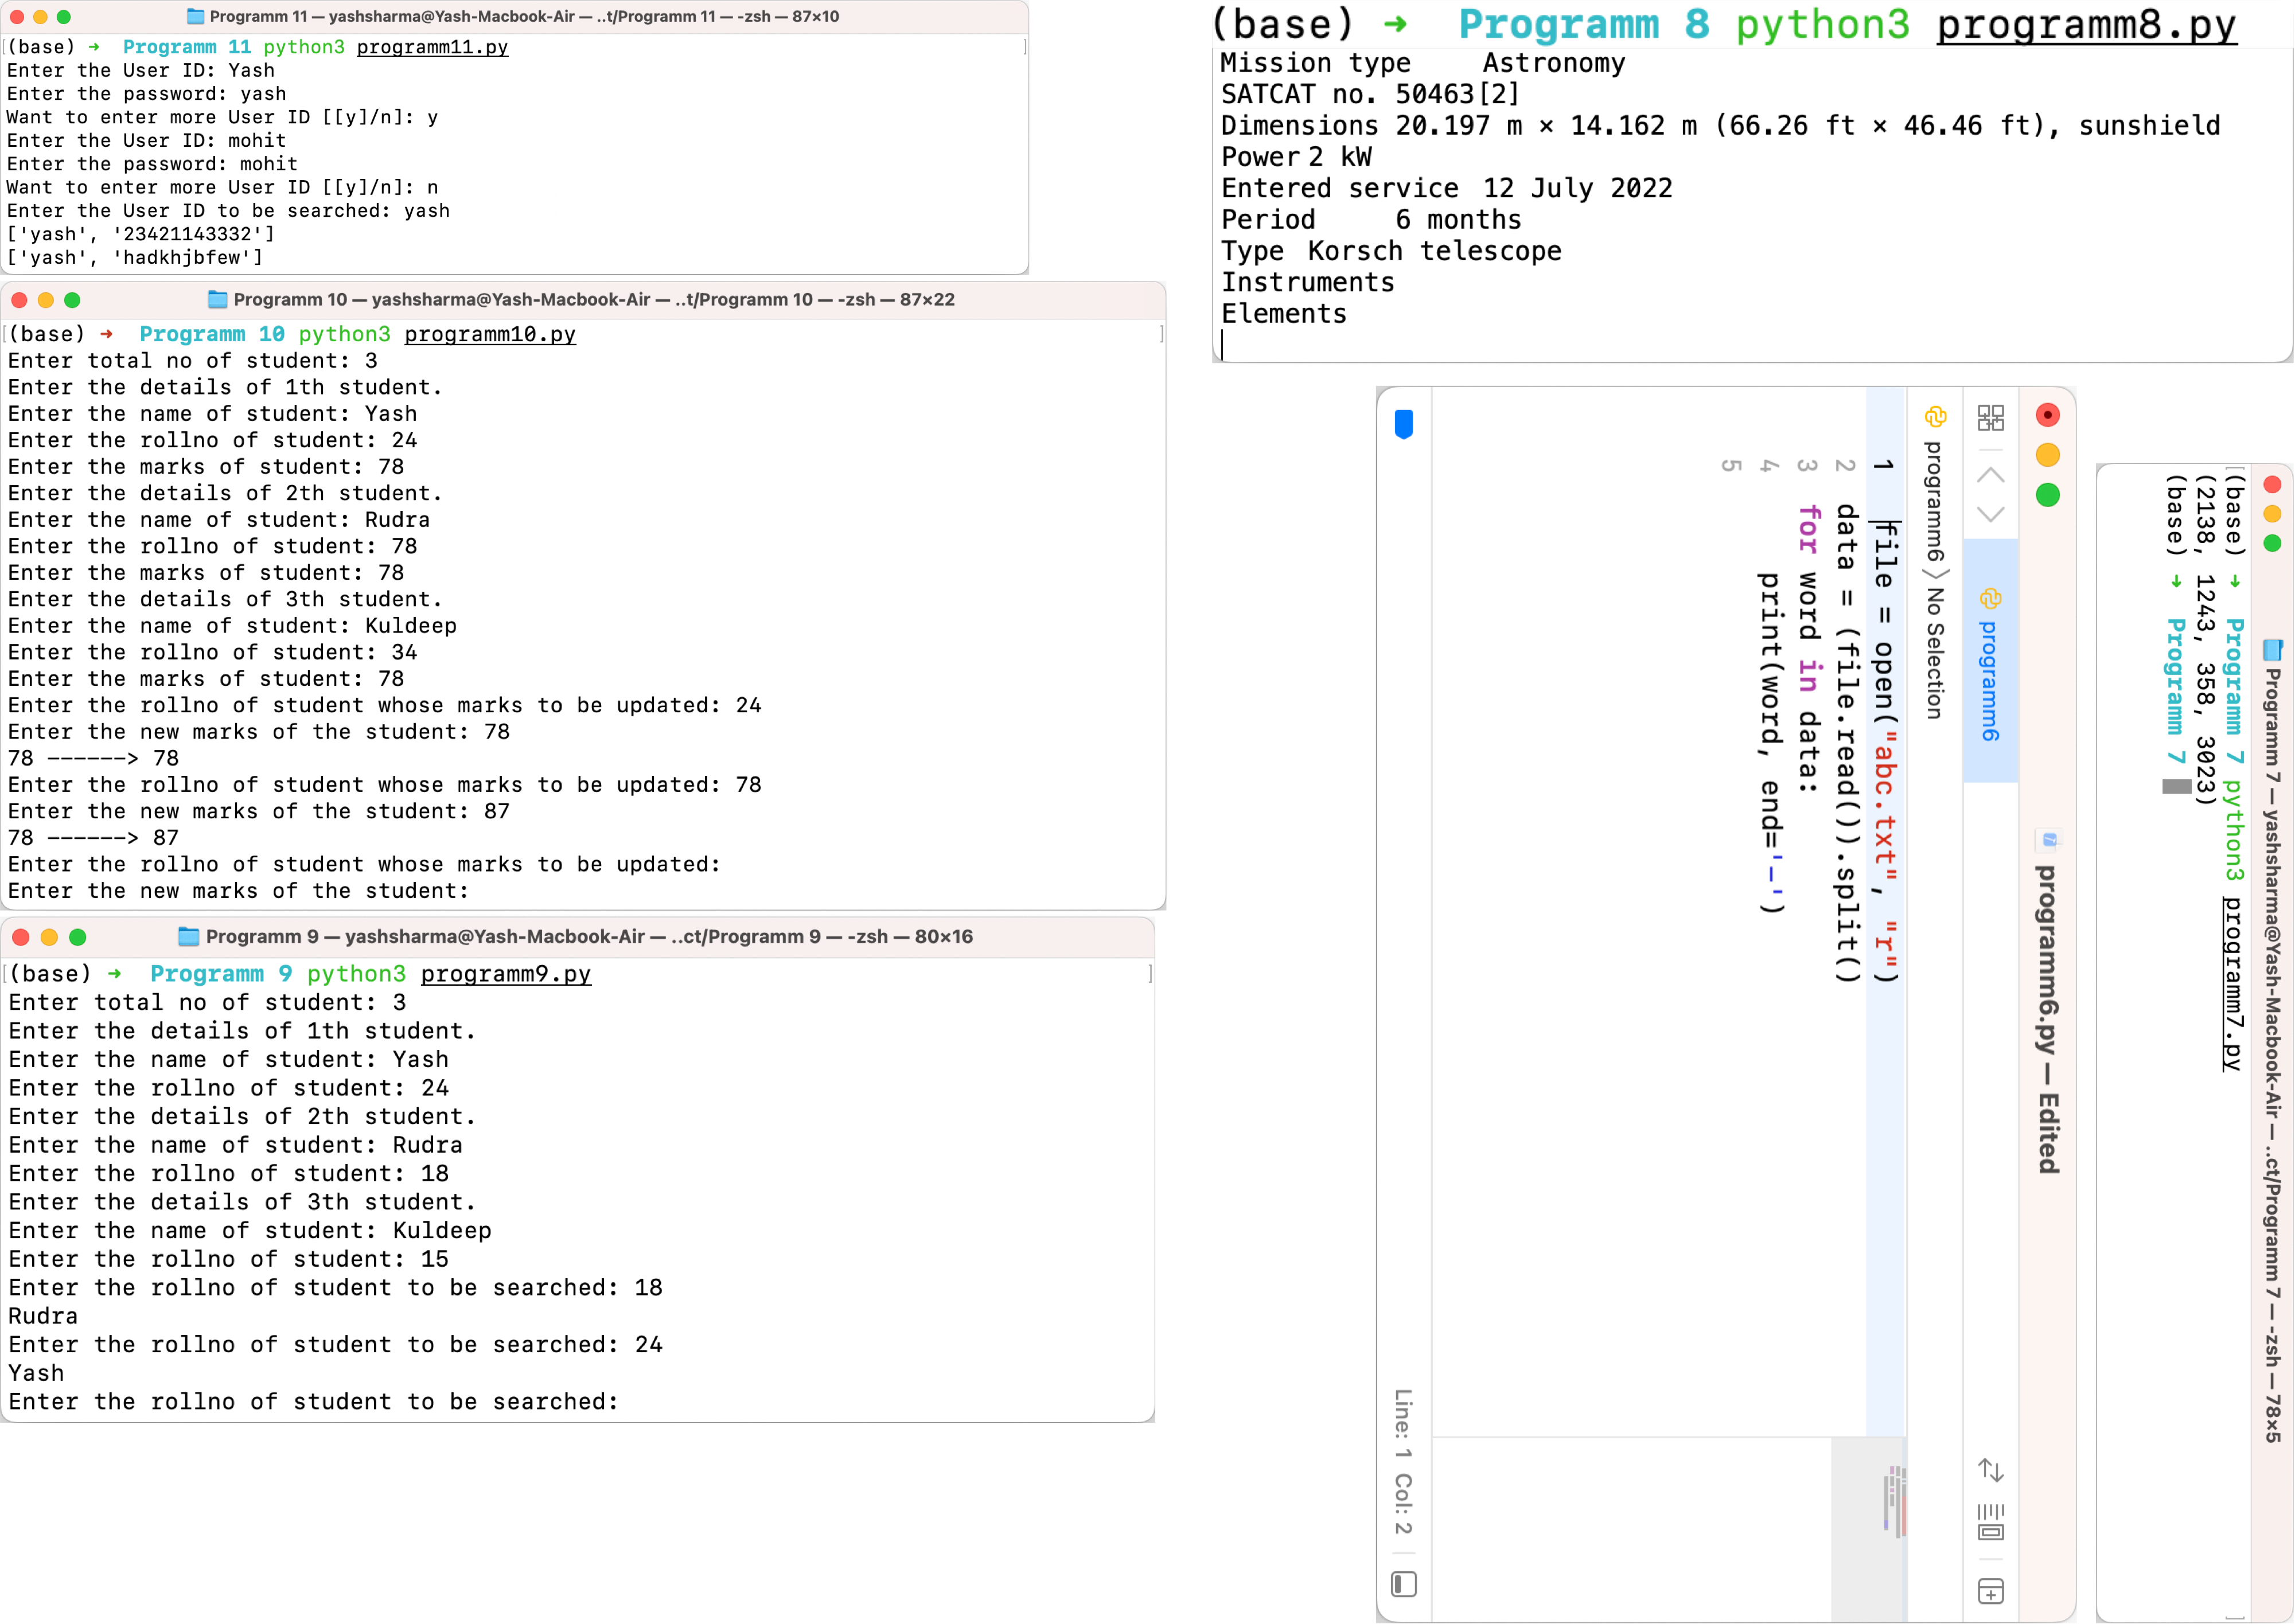 Programm 11 — yashsharma@Yash-Macbook-Air — ..t/Programm 11 — -zsh — 87×10
(base) ➜ Programm 11 python3 programm11.py
Enter the User ID: Yash
Enter the password: yash
Want to enter more User ID [[y]/n]: y
Enter the User ID: mohit
Enter the password: mohit
Want to enter more User ID [[y]/n]: n
Enter the User ID to be searched: yash
['yash', '23421143332']
['yash', 'hadkhjbfew']
Programm 10 — yashsharma@Yash-Macbook-Air — ..t/Programm 10 — -zsh — 87×22
(base) ➜ Programm 10 python3 programm10.py
Enter total no of student: 3
Enter the details of 1th student.
Enter the name of student: Yash
Enter the rollno of student: 24
Enter the marks of student: 78
Enter the details of 2th student.
Enter the name of student: Rudra
Enter the rollno of student: 78
Enter the marks of student: 78
Enter the details of 3th student.
Enter the name of student: Kuldeep
Enter the rollno of student: 34
Enter the marks of student: 78
Enter the rollno of student whose marks to be updated: 24
Enter the new marks of the student: 78
78 ------> 78
Enter the rollno of student whose marks to be updated: 78
Enter the new marks of the student: 87
78 ------> 87
Enter the rollno of student whose marks to be updated:
Enter the new marks of the student:
Programm 9 — yashsharma@Yash-Macbook-Air — ..ct/Programm 9 — -zsh — 80×16
(base) ➜ Programm 9 python3 programm9.py
Enter total no of student: 3
Enter the details of 1th student.
Enter the name of student: Yash
Enter the rollno of student: 24
Enter the details of 2th student.
Enter the name of student: Rudra
Enter the rollno of student: 18
Enter the details of 3th student.
Enter the name of student: Kuldeep
Enter the rollno of student: 15
Enter the rollno of student to be searched: 18
Rudra
Enter the rollno of student to be searched: 24
Yash
Enter the rollno of student to be searched:
(base) ➜ Programm 8 python3 programm8.py
Mission type Astronomy
SATCAT no. 50463[2]
Dimensions 20.197 m × 14.162 m (66.26 ft × 46.46 ft), sunshield
Power 2 kW
Entered service 12 July 2022
Period 6 months
Type Korsch telescope
Instruments
Elements
Programm 7 — yashsharma@Yash-Macbook-Air — ..ct/Programm 7 — -zsh — 78×5
(base) ➜ Programm 7 python3 programm7.py
(2138, 1243, 358, 3023)
(base) ➜ Programm 7
programm6.py — Edited
programm6
programm6 〉 No Selection
1 file = open("abc.txt", "r")
2 data = (file.read()).split()
3 for word in data:
4 print(word, end='-')
5
Line: 1 Col: 2